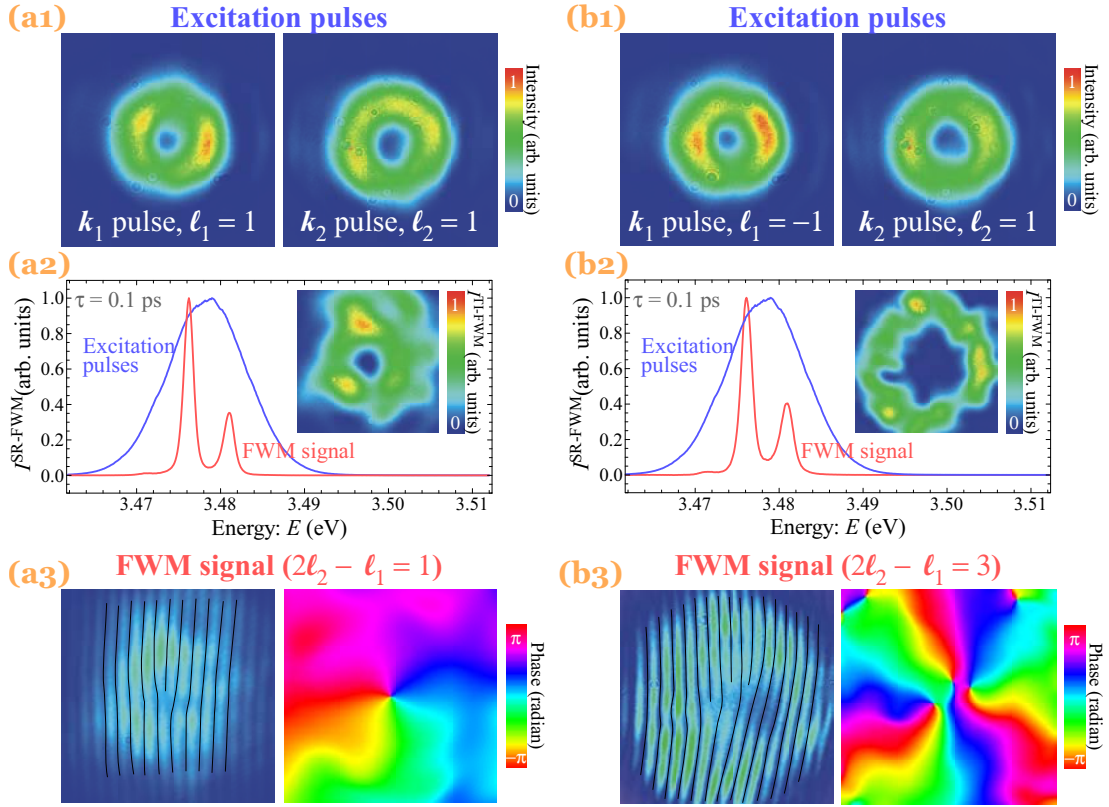 (a1)
Excitation pulses
k₁ pulse, ℓ₁ = 1
k₂ pulse, ℓ₂ = 1
1
0
Intensity (arb. units)
(b1)
Excitation pulses
k₁ pulse, ℓ₁ = −1
k₂ pulse, ℓ₂ = 1
1
0
Intensity (arb. units)
(a2)
I^SR-FWM (arb. units)
1.0
0.8
0.6
0.4
0.2
0.0
τ = 0.1 ps
Excitation
pulses
FWM signal
1
0
I^TI-FWM (arb. units)
3.47
3.48
3.49
3.50
3.51
Energy: E (eV)
(b2)
I^SR-FWM (arb. units)
1.0
0.8
0.6
0.4
0.2
0.0
τ = 0.1 ps
Excitation
pulses
FWM signal
1
0
I^TI-FWM (arb. units)
3.47
3.48
3.49
3.50
3.51
Energy: E (eV)
(a3)
FWM signal (2ℓ₂ − ℓ₁ = 1)
π
−π
Phase (radian)
(b3)
FWM signal (2ℓ₂ − ℓ₁ = 3)
π
−π
Phase (radian)